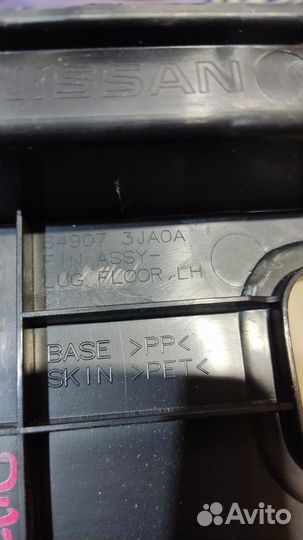 NISSAN
84907 3JA0A
FIN ASSY-
LUG FLOOR,LH
BASE >PP<
SKIN >PET<
Avito